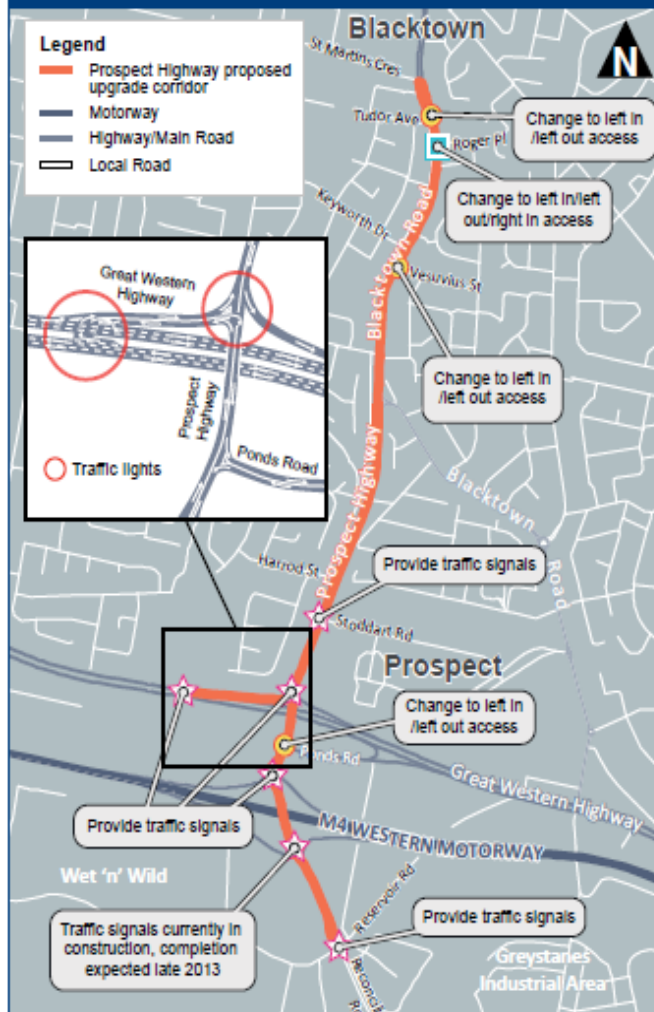 Blacktown
Legend
Prospect Highway proposed
upgrade corridor
Motorway
Highway/Main Road
Local Road
N
St Martins Cres
Tudor Ave
Change to left in
/left out access
Roger Pl
Change to left in/left
out/right in access
Keyworth Dr
Blacktown Road
Vesuvius St
Great Western
Highway
Prospect
Highway
Ponds Road
Traffic lights
Change to left in
/left out access
Prospect Highway
Blacktown Road
Harrod St
Provide traffic signals
Stoddart Rd
Prospect
Change to left in
/left out access
Ponds Rd
Great Western Highway
Provide traffic signals
M4 WESTERN MOTORWAY
Wet 'n' Wild
Reservoir Rd
Traffic signals currently in
construction, completion
expected late 2013
Provide traffic signals
Greystanes
Industrial Area